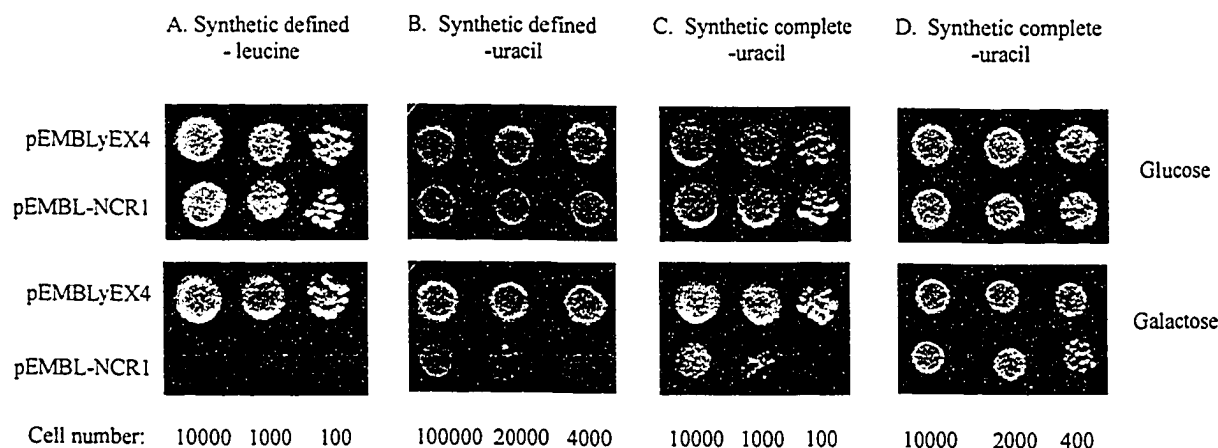 A. Synthetic defined - leucine
B. Synthetic defined -uracil
C. Synthetic complete -uracil
D. Synthetic complete -uracil
pEMBLyEX4
pEMBL-NCR1
Glucose
pEMBLyEX4
pEMBL-NCR1
Galactose
Cell number: 10000 1000 100 100000 20000 4000 10000 1000 100 10000 2000 400